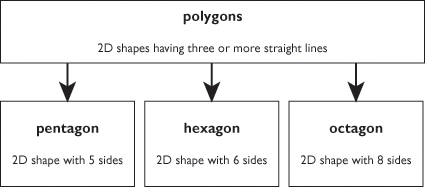 polygons
2D shapes having three or more straight lines
pentagon
2D shape with 5 sides
hexagon
2D shape with 6 sides
octagon
2D shape with 8 sides